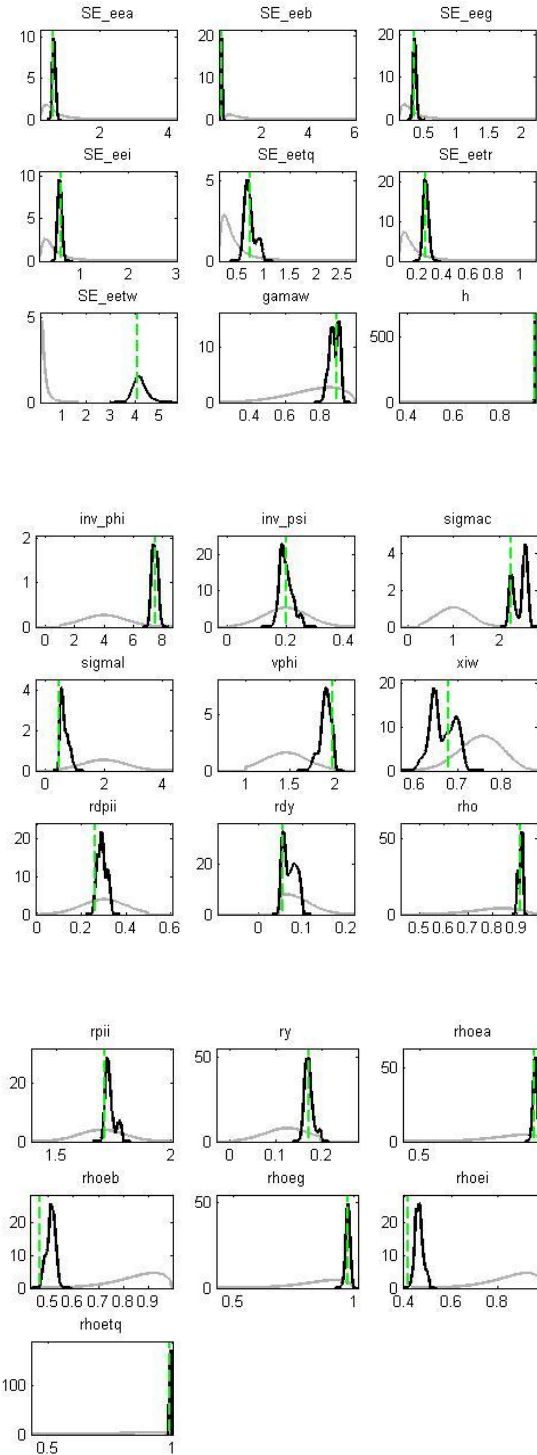 SE_eea SE_eeb SE_eeg
10 20 20
5 10 10
0 0 0
2 4 2 4 6 0.5 1 1.5 2
SE_eei SE_eetq SE_eetr
10 5 20
5 10
0 0 0
1 2 3 0.5 1 1.5 2 2.5 0.2 0.4 0.6 0.8 1
SE_eetw gamaw h
5 10 500
0 0 0
1 2 3 4 5 0.4 0.6 0.8 0.4 0.6 0.8
inv_phi inv_psi sigmac
2 20 4
1 10 2
0 0 0
0 2 4 6 8 0 0.2 0.4 0 1 2
sigmal vphi xiw
4 5 20
2 10
0 0 0
0 2 4 1 1.5 2 0.6 0.7 0.8
rdpii rdy rho
20 20 50
0 0 0
0 0.2 0.4 0.6 0 0.1 0.2 0.5 0.6 0.7 0.8 0.9
rpii ry rhoea
20 50 50
0 0 0
1.5 2 0 0.1 0.2 0.5
rhoeb rhoeg rhoei
20 50 20
10 10
0 0 0
0.5 0.6 0.7 0.8 0.9 0.5 1 0.4 0.6 0.8
rhoetq
100
0
0.5 1